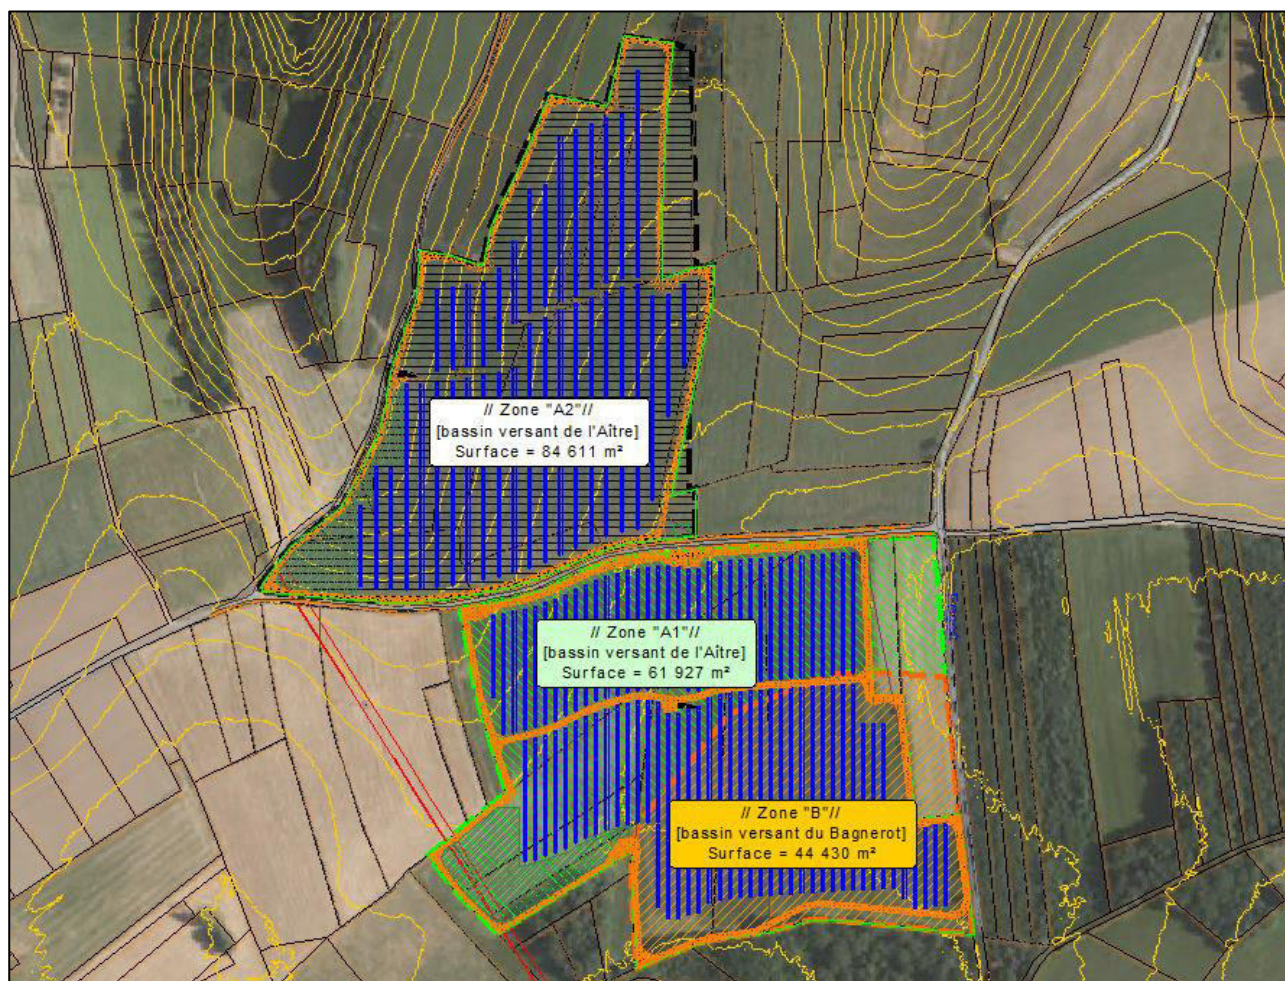 // Zone "A2"//
[bassin versant de l'Aître]
Surface = 84 611 m²
// Zone "A1"//
[bassin versant de l'Aître]
Surface = 61 927 m²
// Zone "B"//
[bassin versant du Bagnerot]
Surface = 44 430 m²